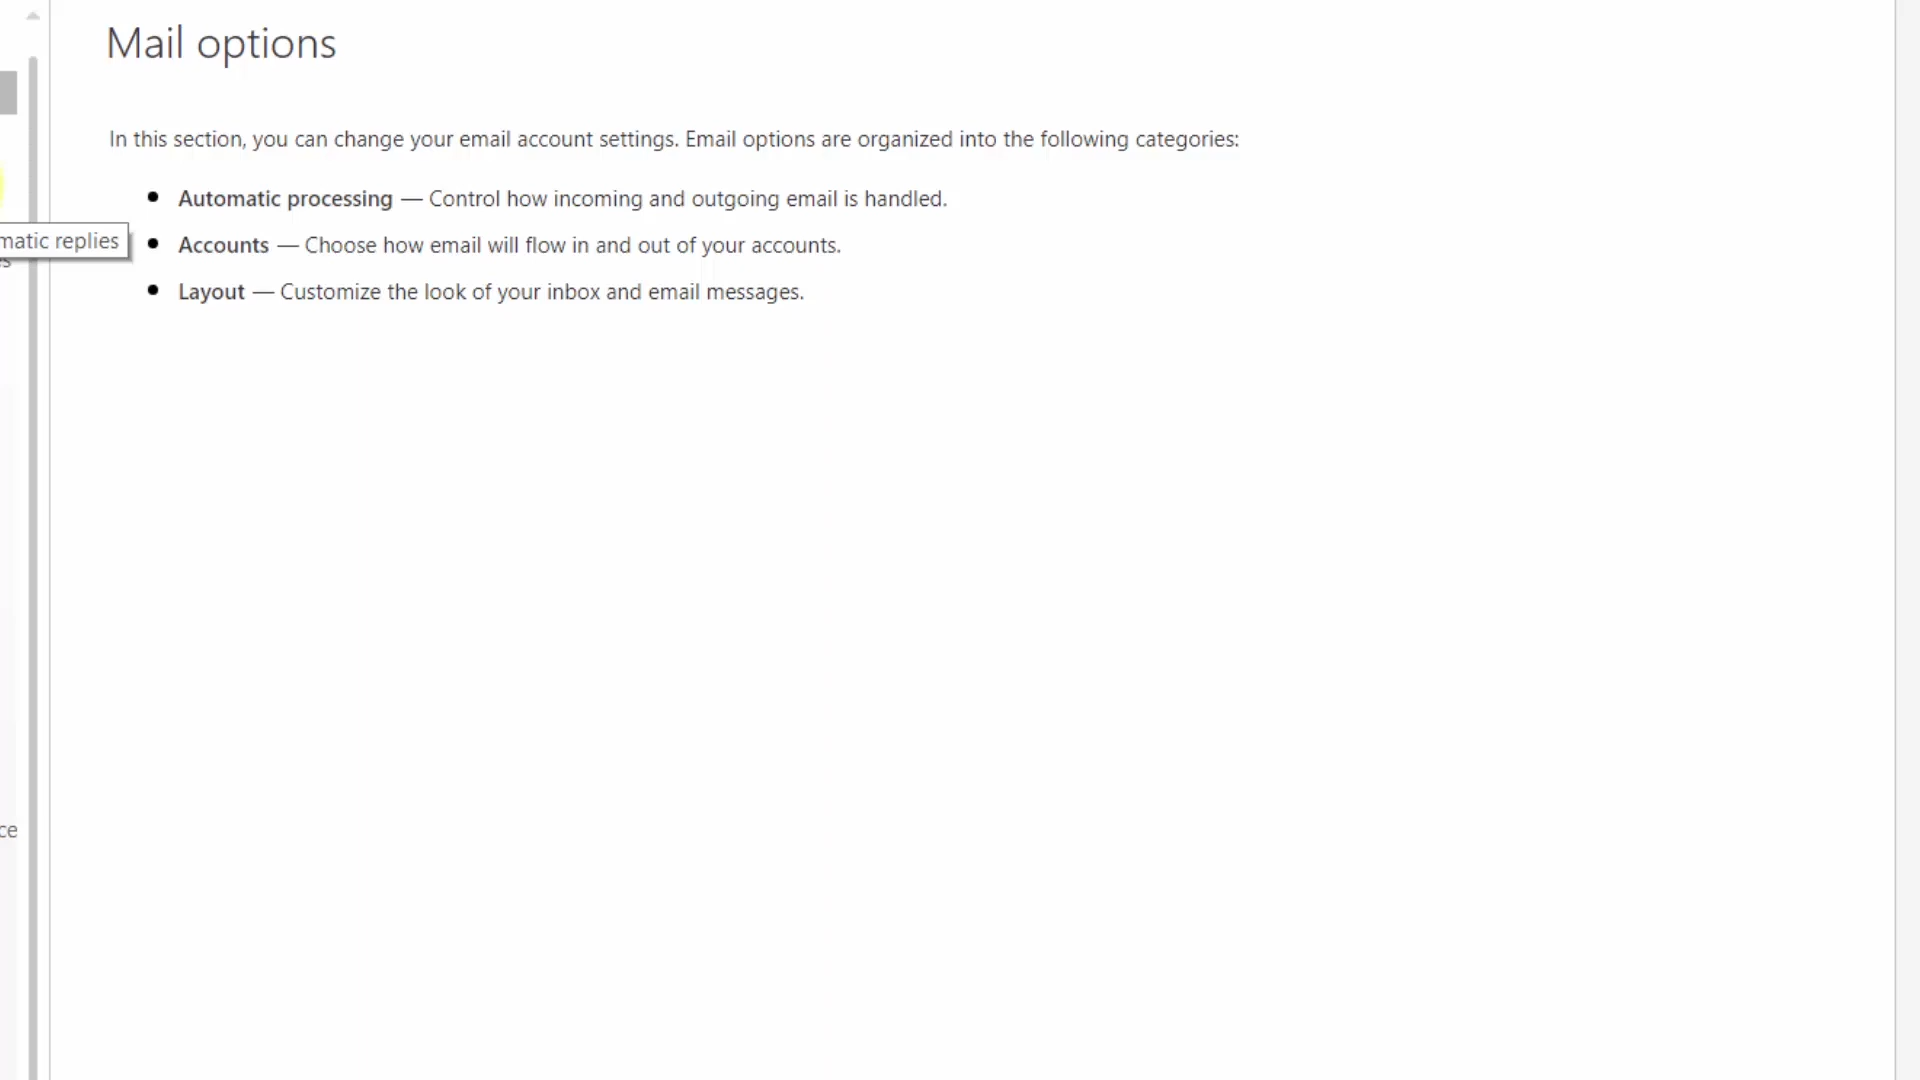 Mail options
In this section, you can change your email account settings. Email options are organized into the following categories:
Automatic processing — Control how incoming and outgoing email is handled.
matic replies
Accounts — Choose how email will flow in and out of your accounts.
Layout — Customize the look of your inbox and email messages.
ce